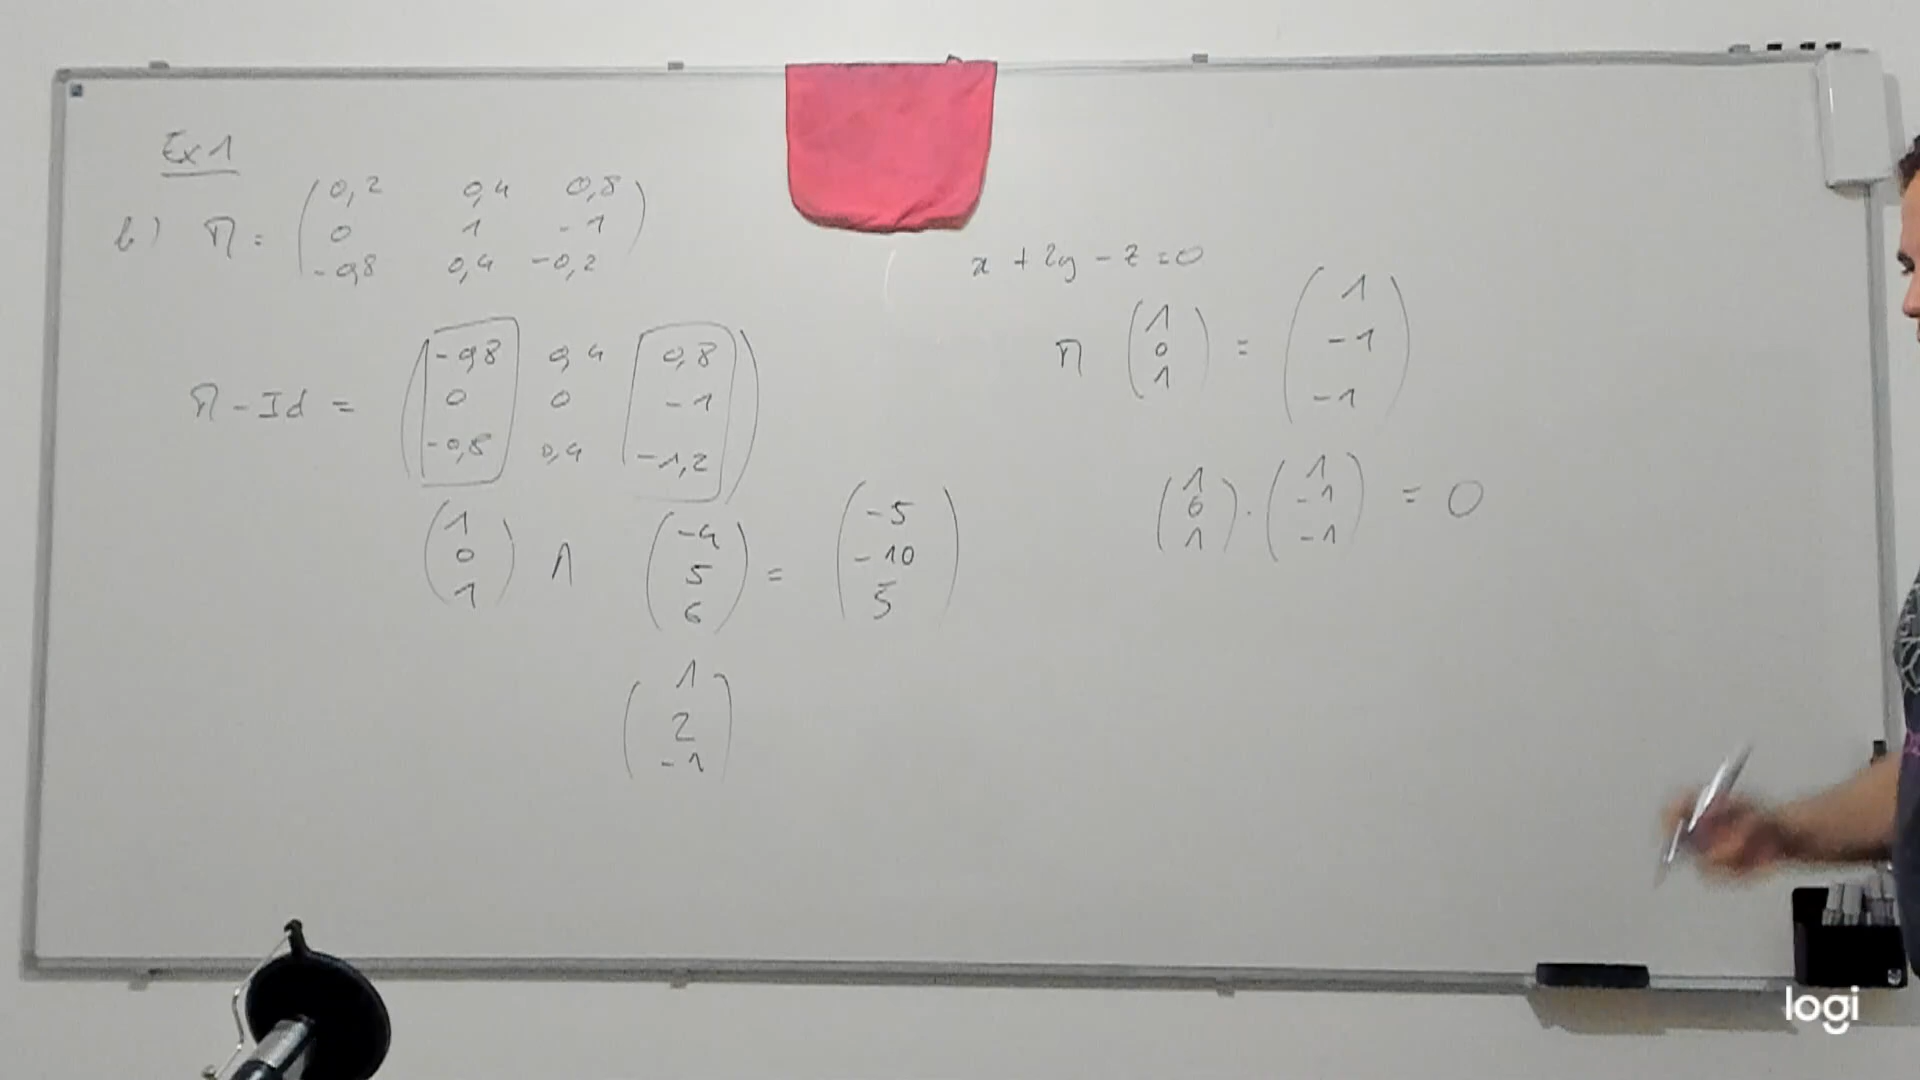 Ex 1
b) M = ( 0,2 0,4 0,8 )
( 0 1 -1 )
( -0,8 0,4 -0,2 )
M - Id = ( -0,8 0,4 0,8 )
( 0 0 -1 )
( -0,8 0,4 -1,2 )
( 1 ) ∧ ( -4 ) = ( -5 )
( 0 ) ( 5 ) ( -10 )
( 1 ) ( 6 ) ( 5 )
( 1 )
( 2 )
( -1 )
x + 2y - z = 0
M ( 1 ) = ( 1 )
( 0 ) ( -1 )
( 1 ) ( -1 )
( 1 ) · ( 1 ) = 0
( 0 ) ( -1 )
( 1 ) ( -1 )
logi